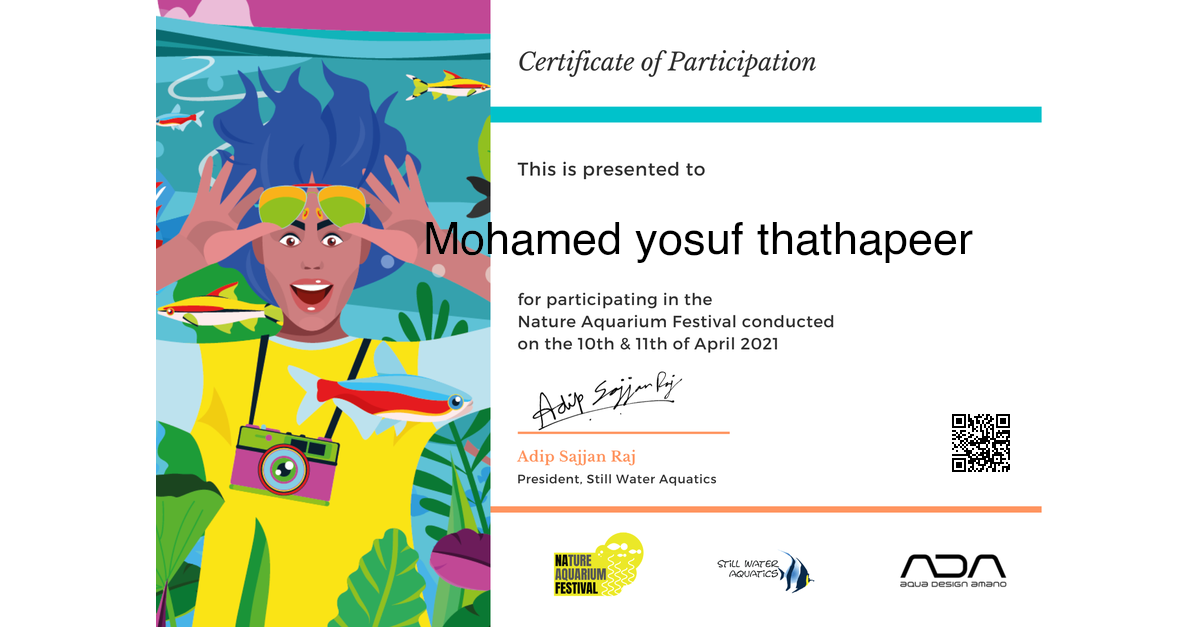 Certificate of Participation
This is presented to
Mohamed yosuf thathapeer
for participating in the
Nature Aquarium Festival conducted
on the 10th & 11th of April 2021
Adip Sajjan Raj
Adip Sajjan Raj
President, Still Water Aquatics
NATURE
AQUARIUM
FESTIVAL
STILL WATER
AQUATICS
ADA
aqua design amano